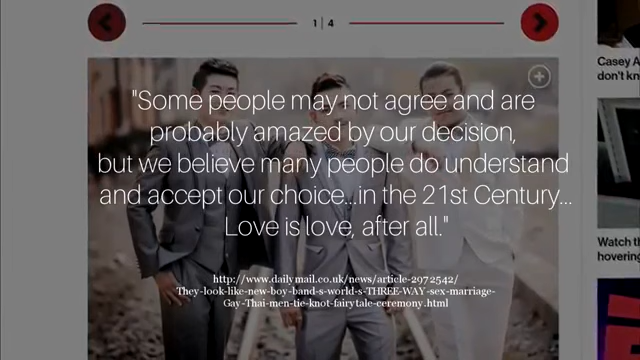 1 | 4
Casey A
don't kn
"Some people may not agree and are
probably amazed by our decision,
but we believe many people do understand
and accept our choice...in the 21st Century...
Love is love, after all."
Watch th
hovering
http://www.dailymail.co.uk/news/article-2972542/
They-look-like-new-boy-band-s-world-s-THREE-WAY-sex-marriage-
Gay-Thai-men-tie-knot-fairytale-ceremony.html